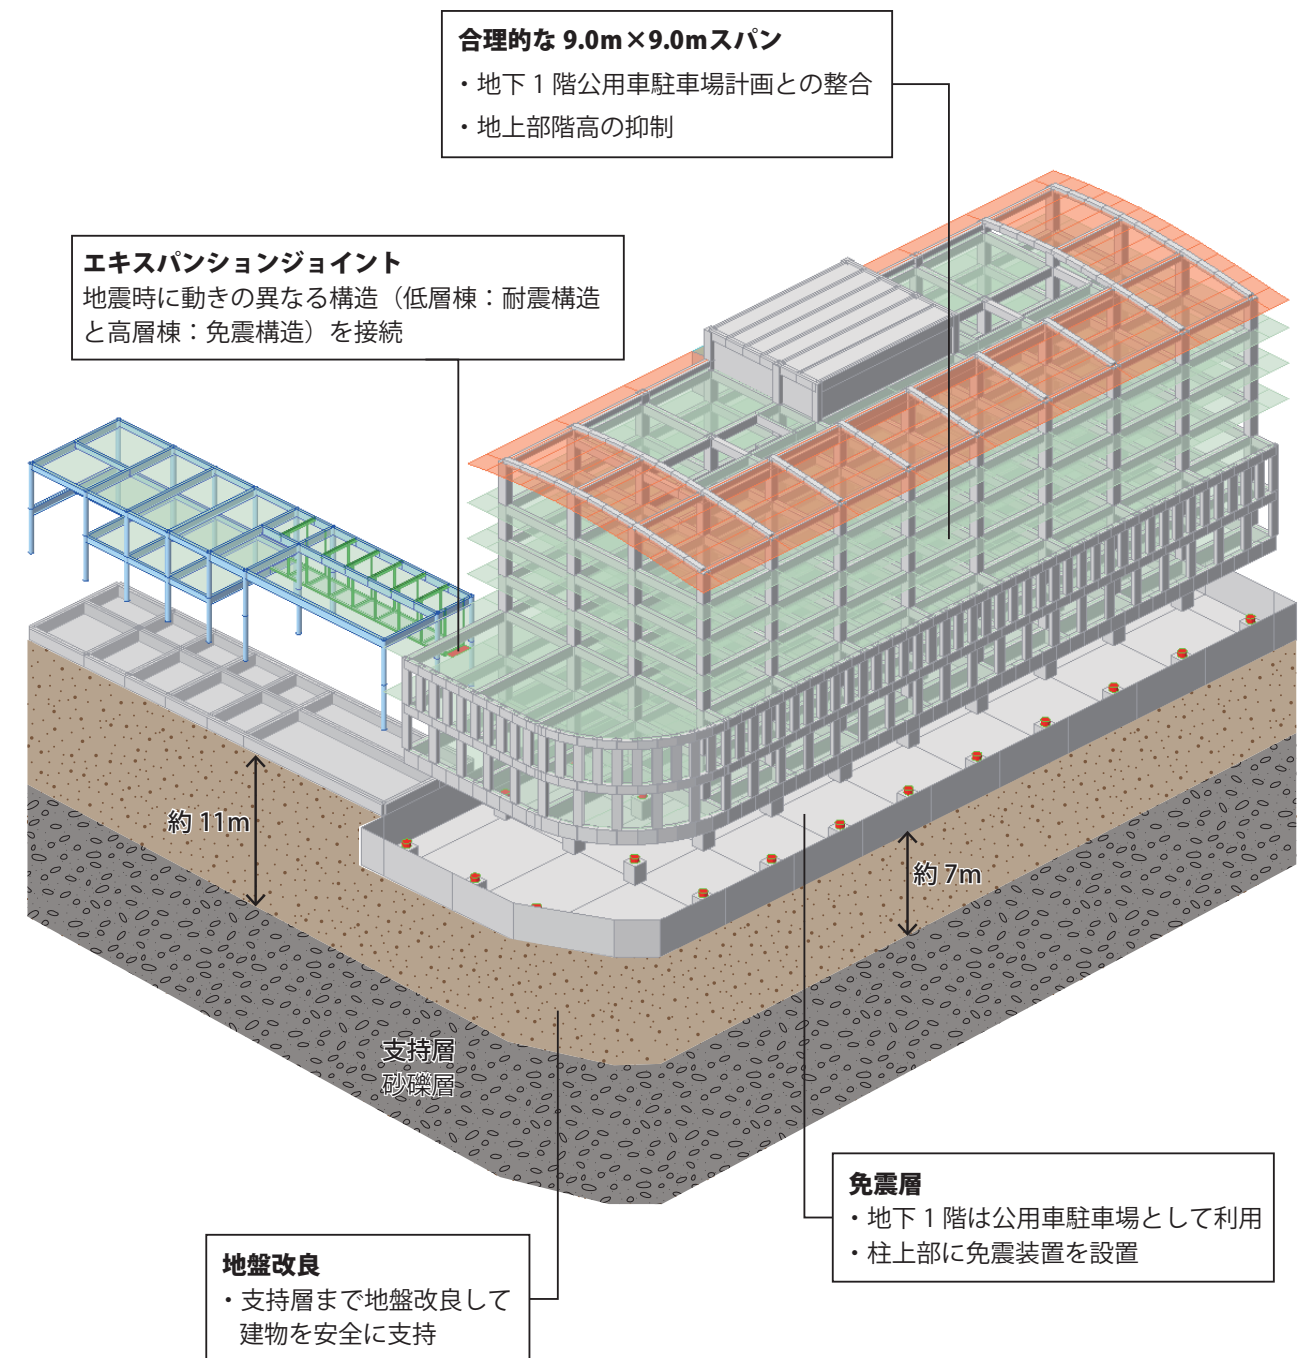 合理的な 9.0m×9.0mスパン
・地下 1 階公用車駐車場計画との整合
・地上部階高の抑制
エキスパンションジョイント
地震時に動きの異なる構造（低層棟：耐震構造
と高層棟：免震構造）を接続
約 11m
約 7m
支持層
砂礫層
免震層
・地下 1 階は公用車駐車場として利用
・柱上部に免震装置を設置
地盤改良
・支持層まで地盤改良して
建物を安全に支持